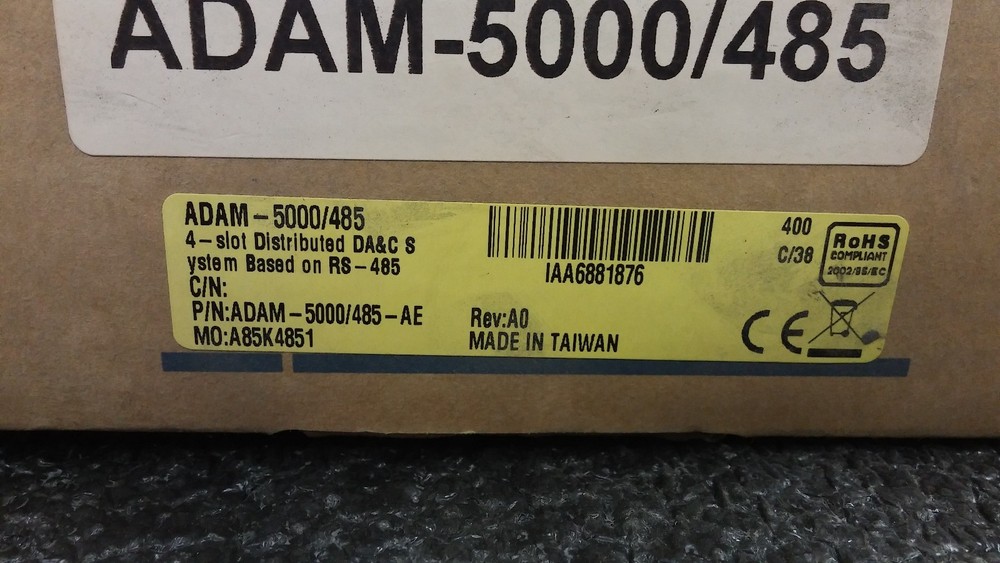 ADAM-5000/485
ADAM-5000/485
4-slot Distributed DA&C S
ystem Based on RS-485
C/N:
P/N:ADAM-5000/485-AE
MO:A85K4851
IAA6881876
Rev:A0
MADE IN TAIWAN
400
C/38
RoHS
COMPLIANT
2002/95/EC
CE